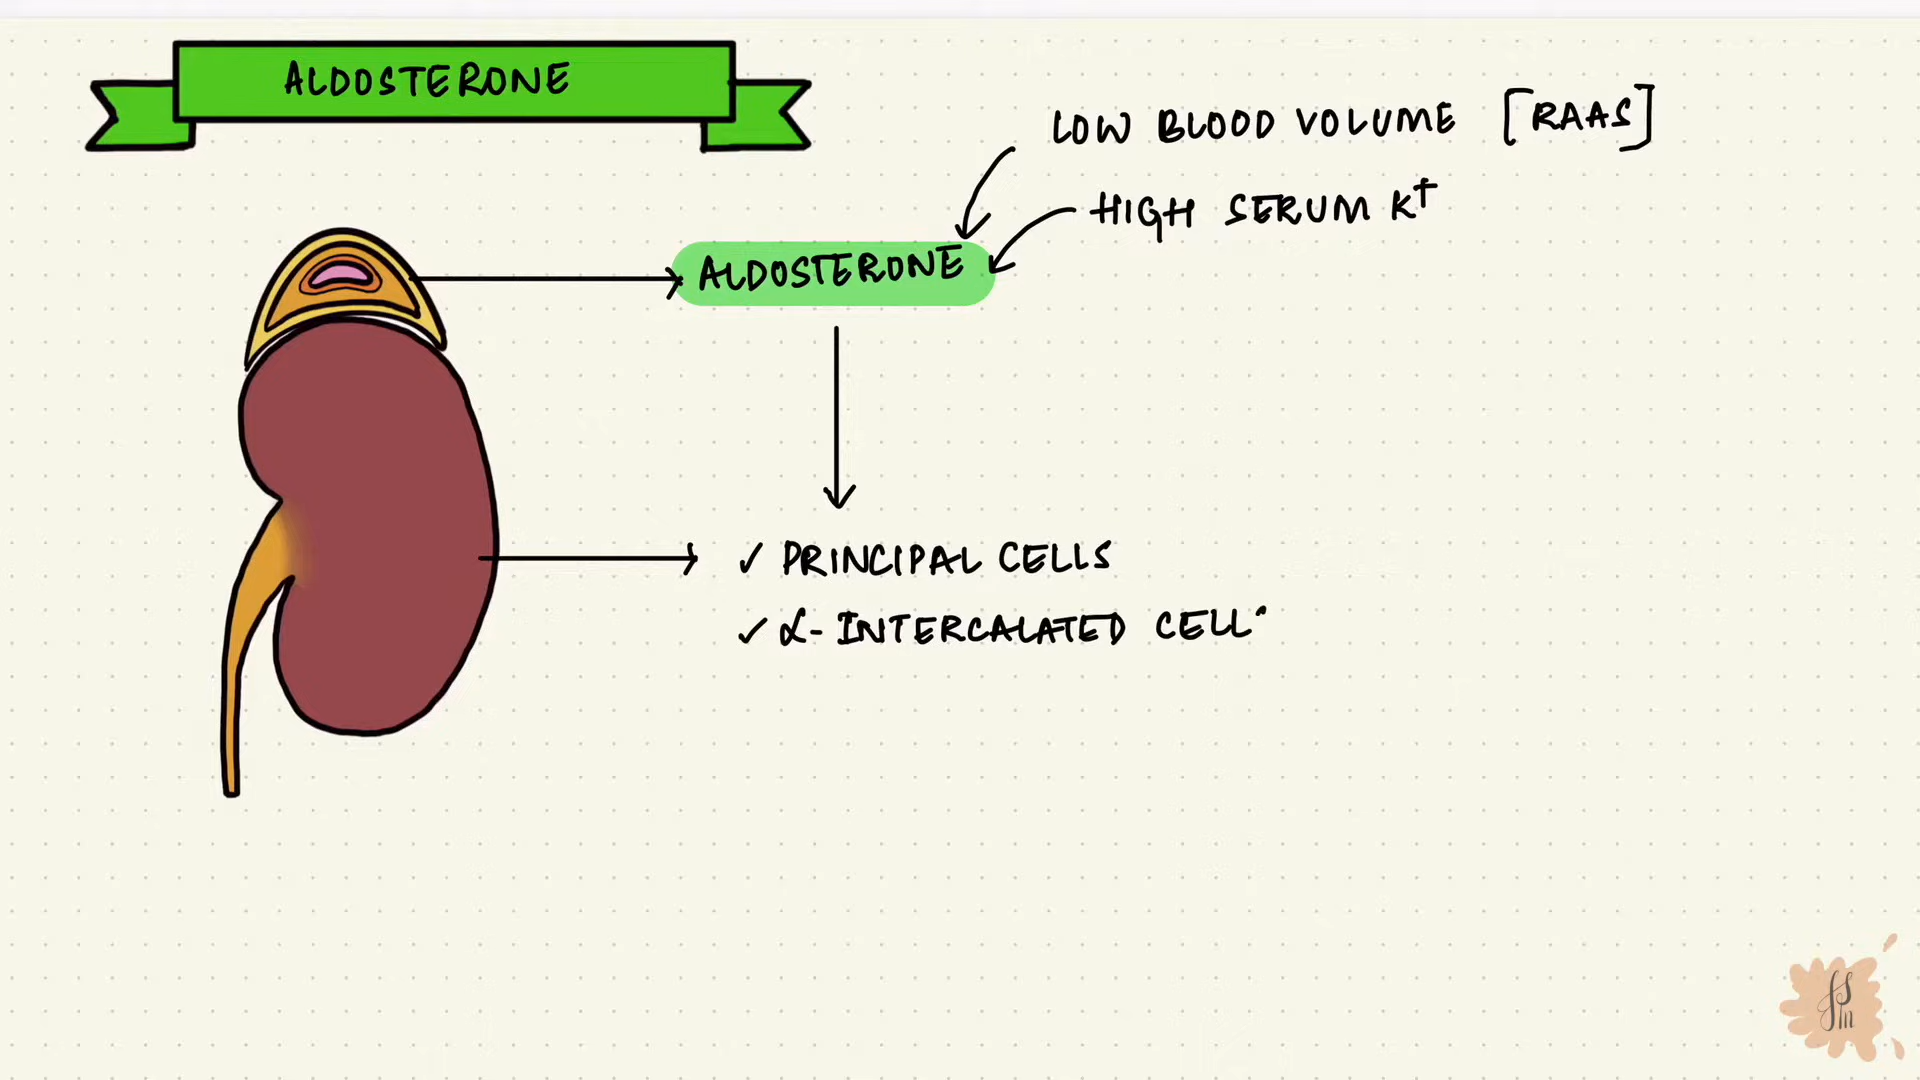 ALDOSTERONE
LOW BLOOD VOLUME [RAAS]
HIGH SERUM K+
ALDOSTERONE
✓ PRINCIPAL CELLS
✓ α-INTERCALATED CELL